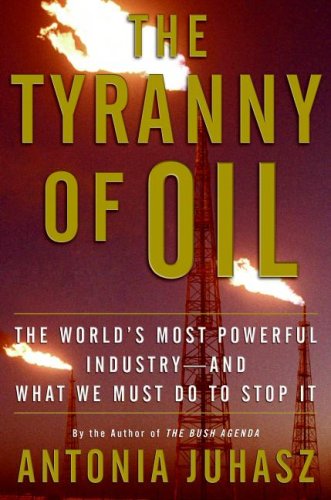 THE
TYRANNY
OF OIL
THE WORLD'S MOST POWERFUL
INDUSTRY—AND
WHAT WE MUST DO TO STOP IT
By the Author of THE BUSH AGENDA
ANTONIA JUHASZ